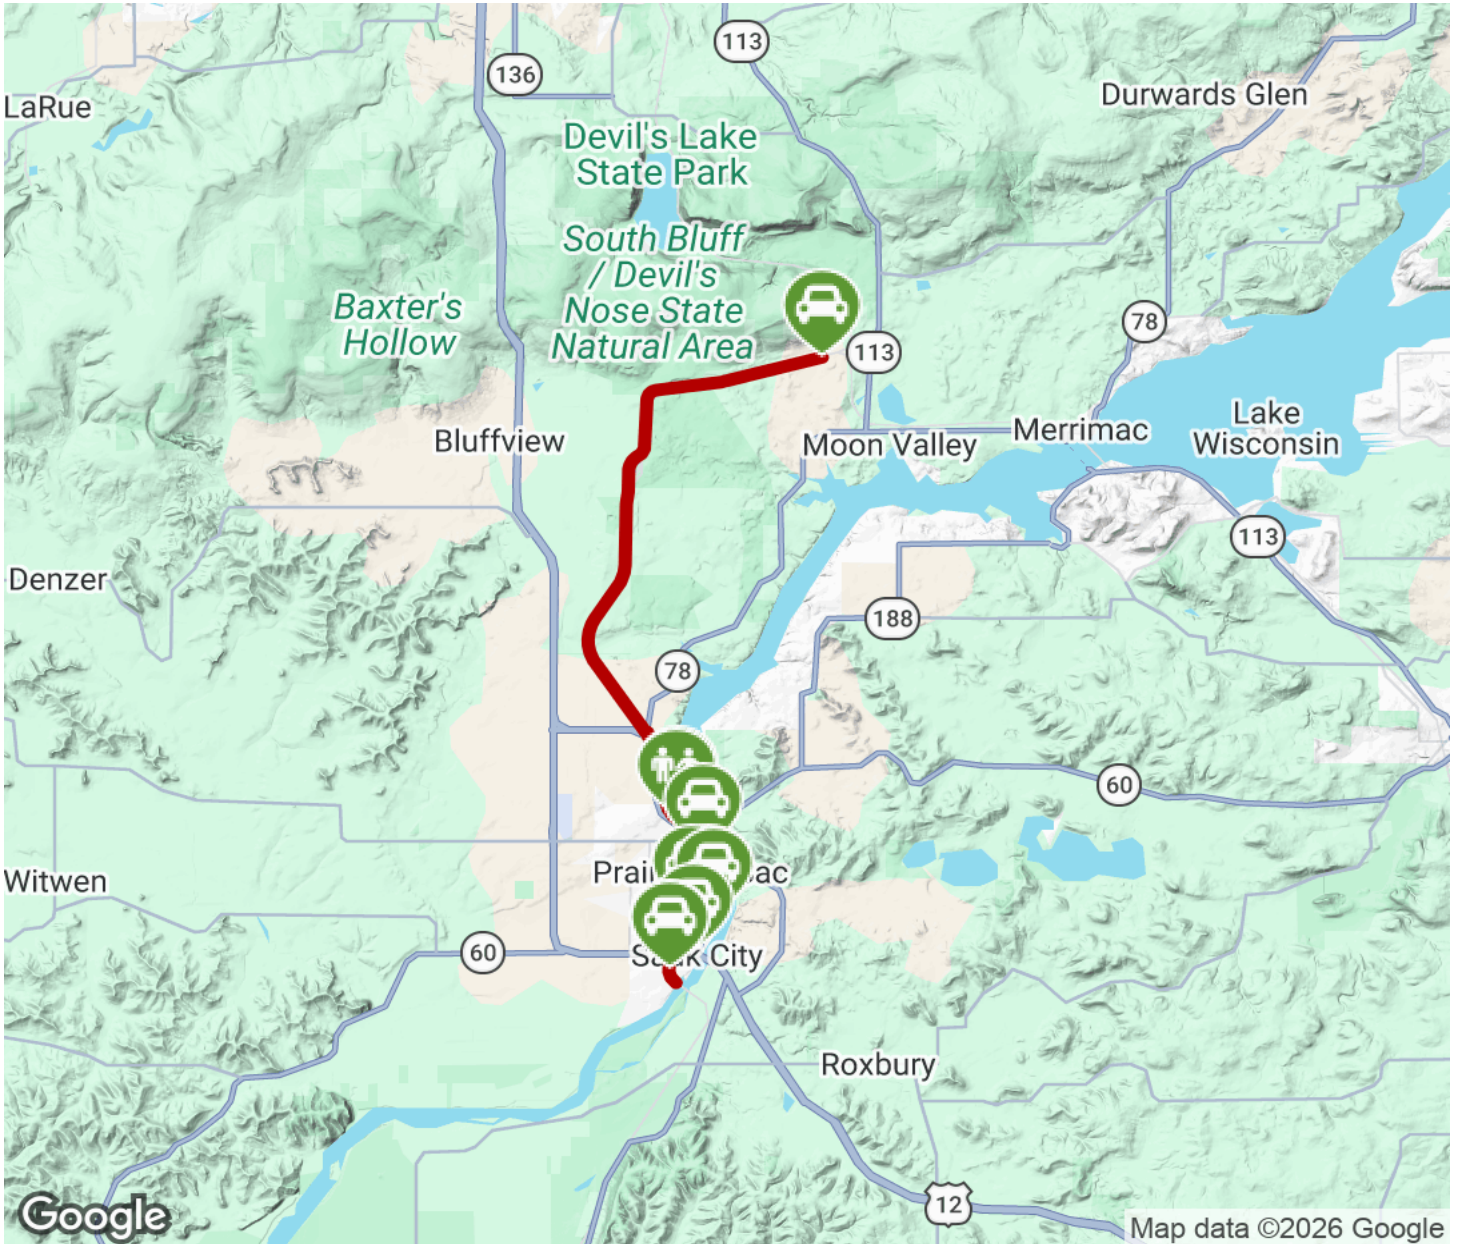 113
136
Durwards Glen
LaRue
Devil's Lake
State Park
South Bluff
/ Devil's
Nose State
Natural Area
Baxter's
Hollow
78
113
Lake
Wisconsin
Merrimac
Bluffview
Moon Valley
113
Denzer
188
78
60
Witwen
60
Sauk City
Roxbury
12
Google
Map data ©2026 Google